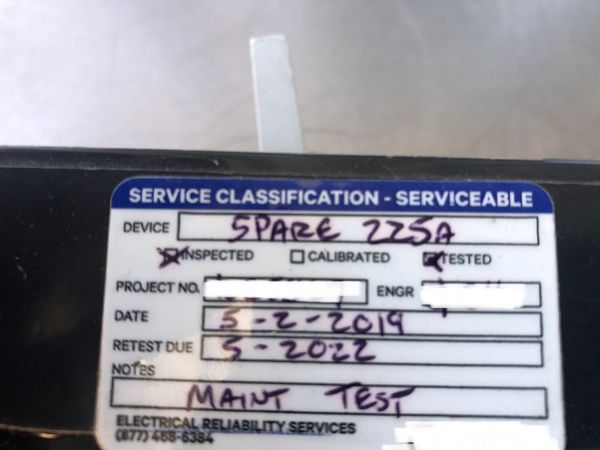 SERVICE CLASSIFICATION - SERVICEABLE
DEVICE SPARE 225A
INSPECTED CALIBRATED TESTED
PROJECT NO. ENGR
DATE 5-2-2019
RETEST DUE 5-2022
NOTES
MAINT TEST
ELECTRICAL RELIABILITY SERVICES
(877) 468-6384